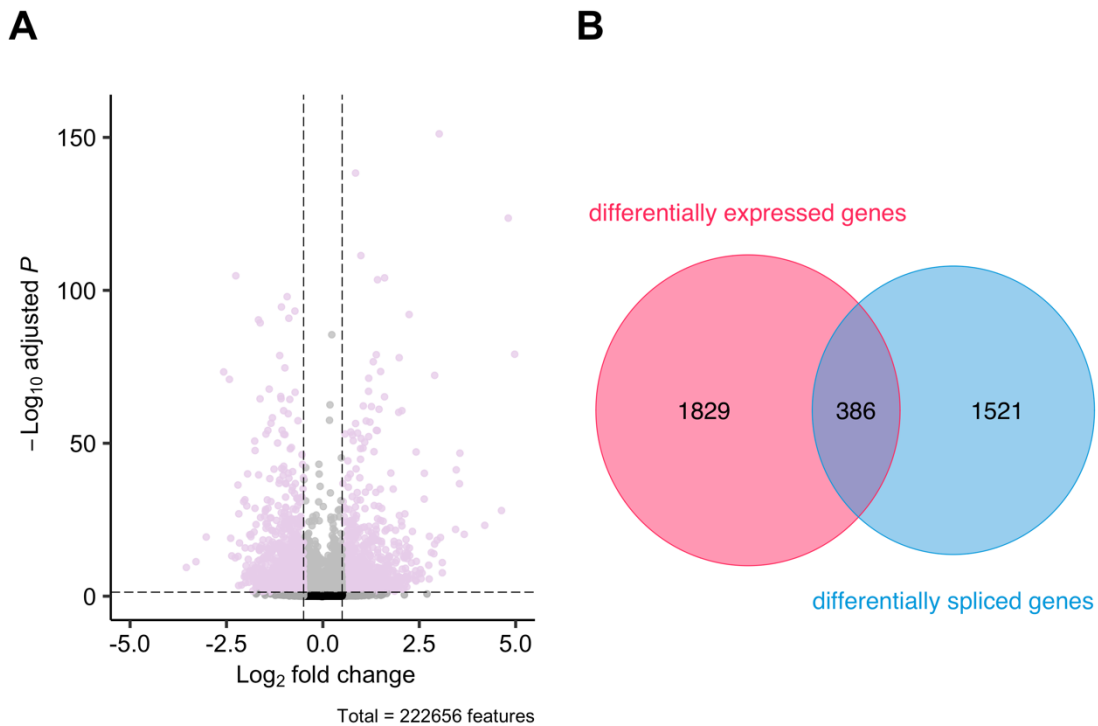 A
B
150
100
50
0
−Log10 adjusted P
-5.0 -2.5 0.0 2.5 5.0
Log2 fold change
Total = 222656 features
differentially expressed genes
1829 386 1521
differentially spliced genes